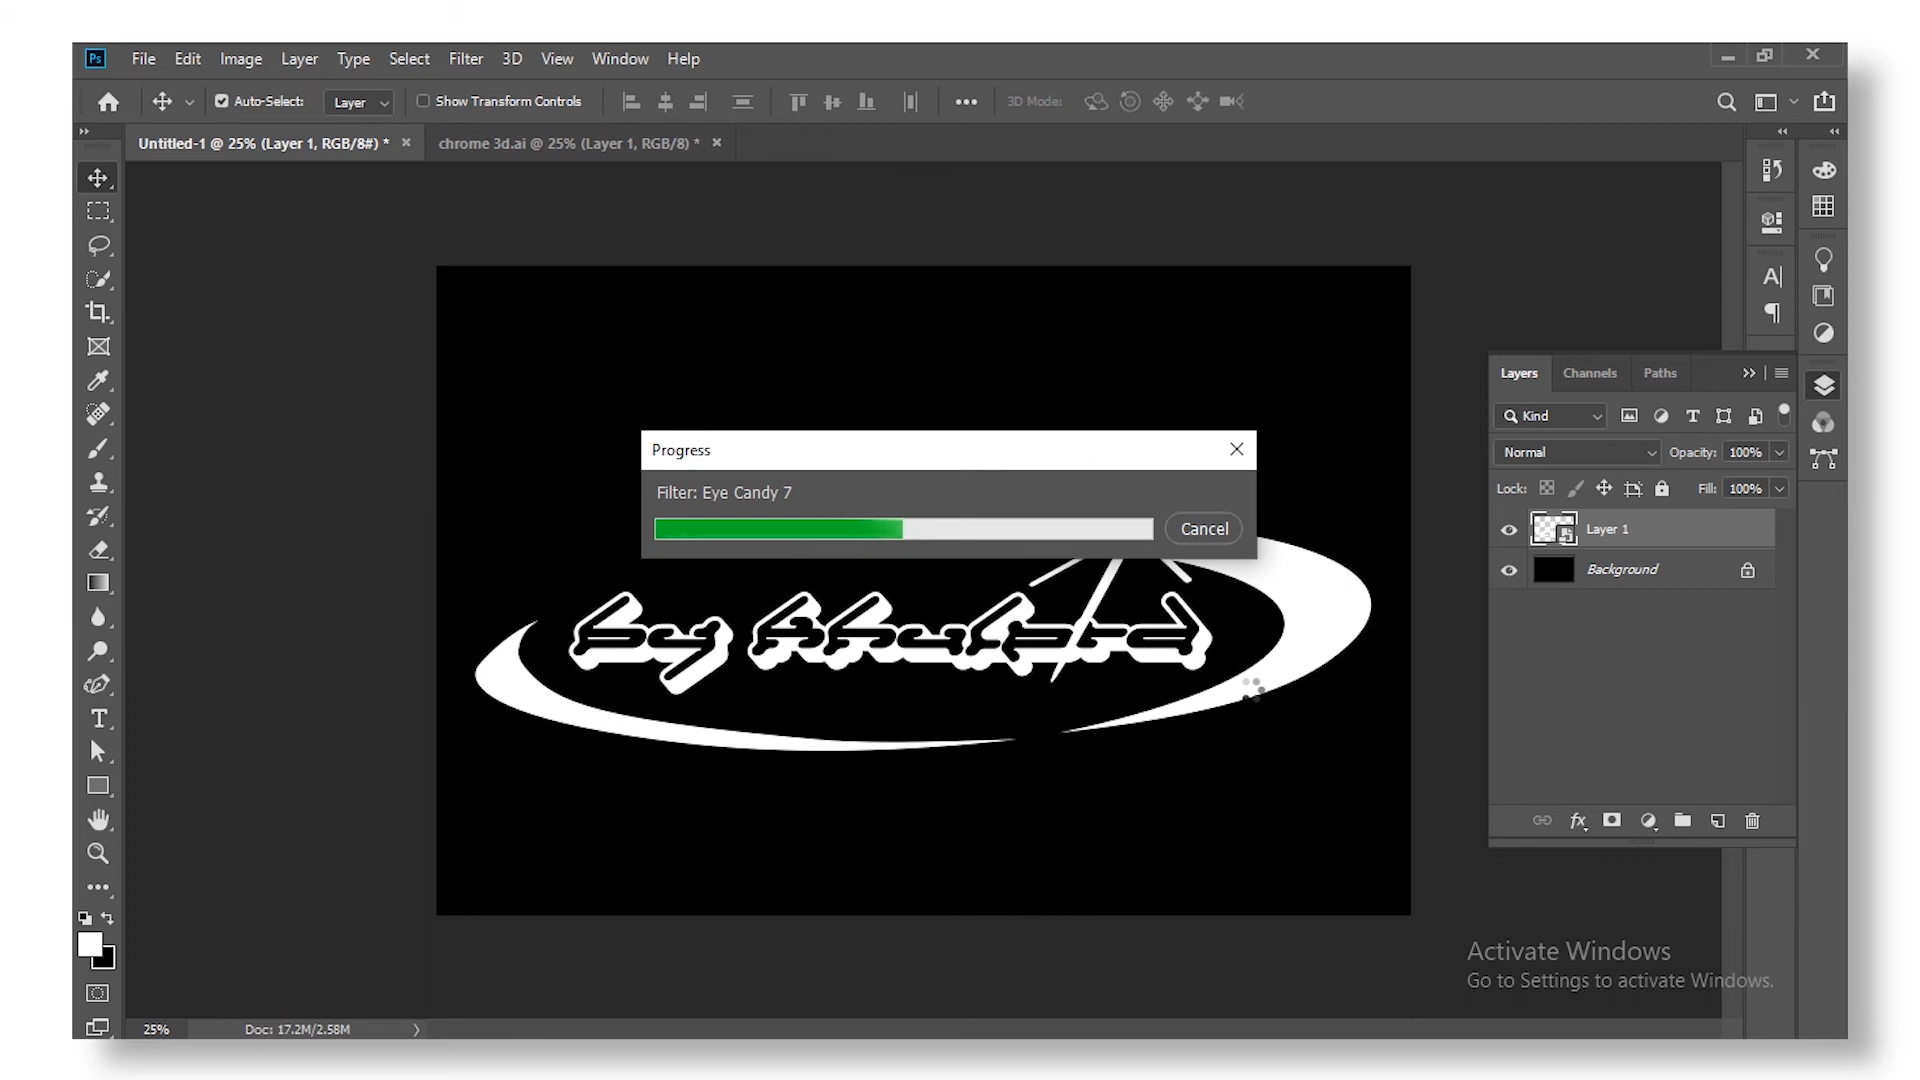 Ps File Edit Image Layer Type Select Filter 3D View Window Help
Auto-Select: Layer Show Transform Controls 3D Mode:
Untitled-1 @ 25% (Layer 1, RGB/8#) * chrome 3d.ai @ 25% (Layer 1, RGB/8) *
Layers Channels Paths
Kind
Normal Opacity: 100%
Lock: Fill: 100%
Layer 1
Background
Progress
Filter: Eye Candy 7
Cancel
by
fx
Activate Windows
Go to Settings to activate Windows.
25% Doc: 17.2M/2.58M